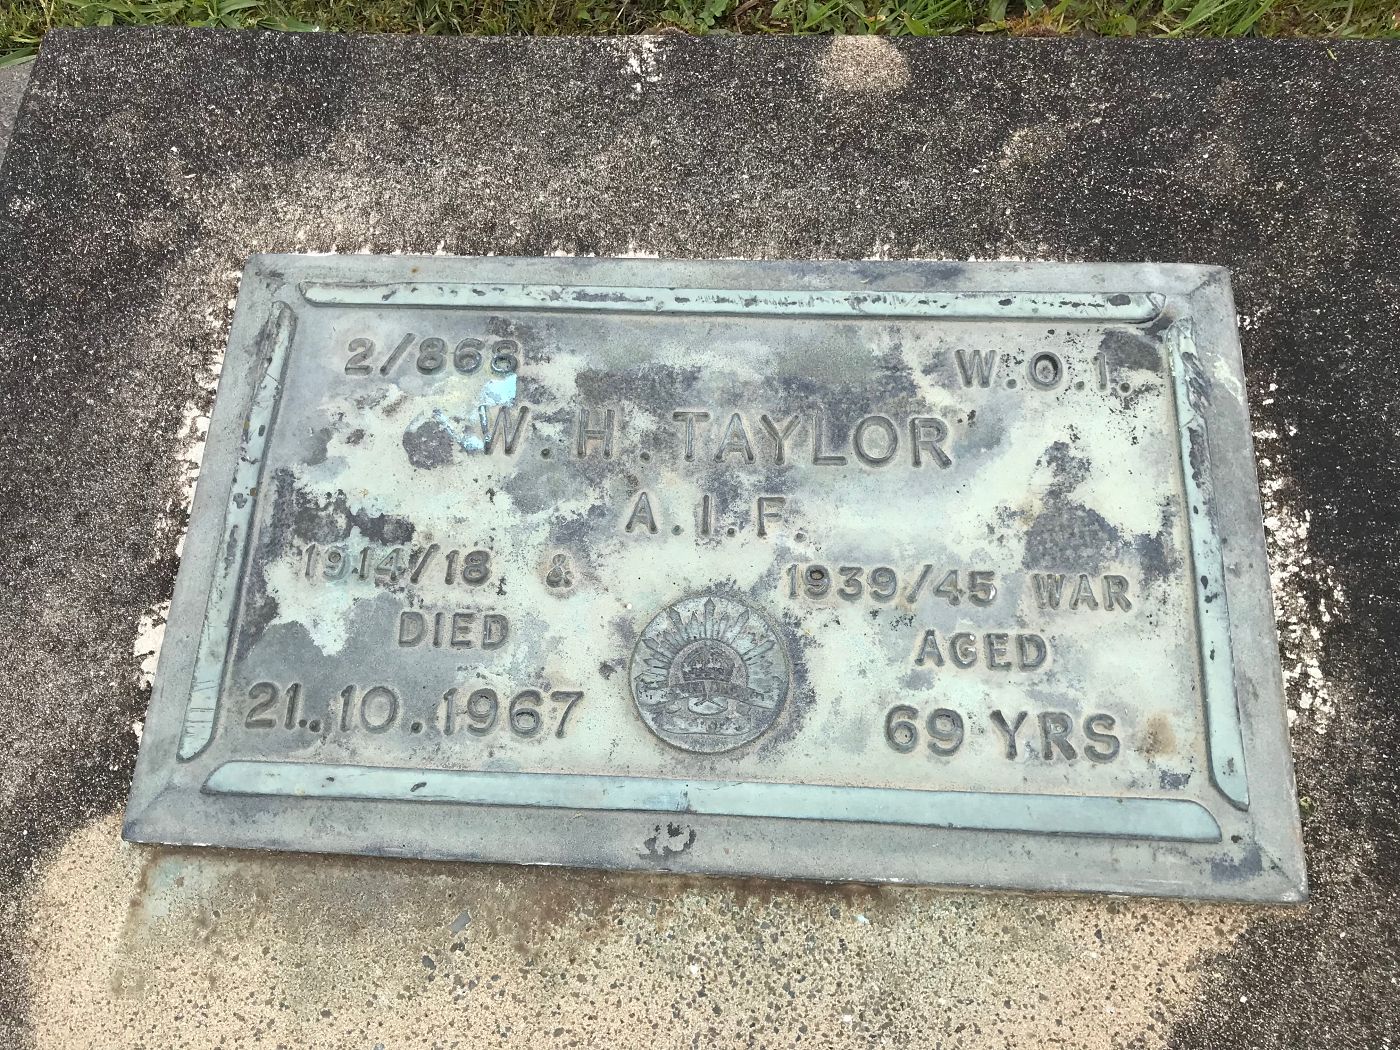 2/868 W.O.1.
W.H.TAYLOR
A.I.F.
1914/18 & 1939/45 WAR
DIED AGED
21..10..1967 69 YRS